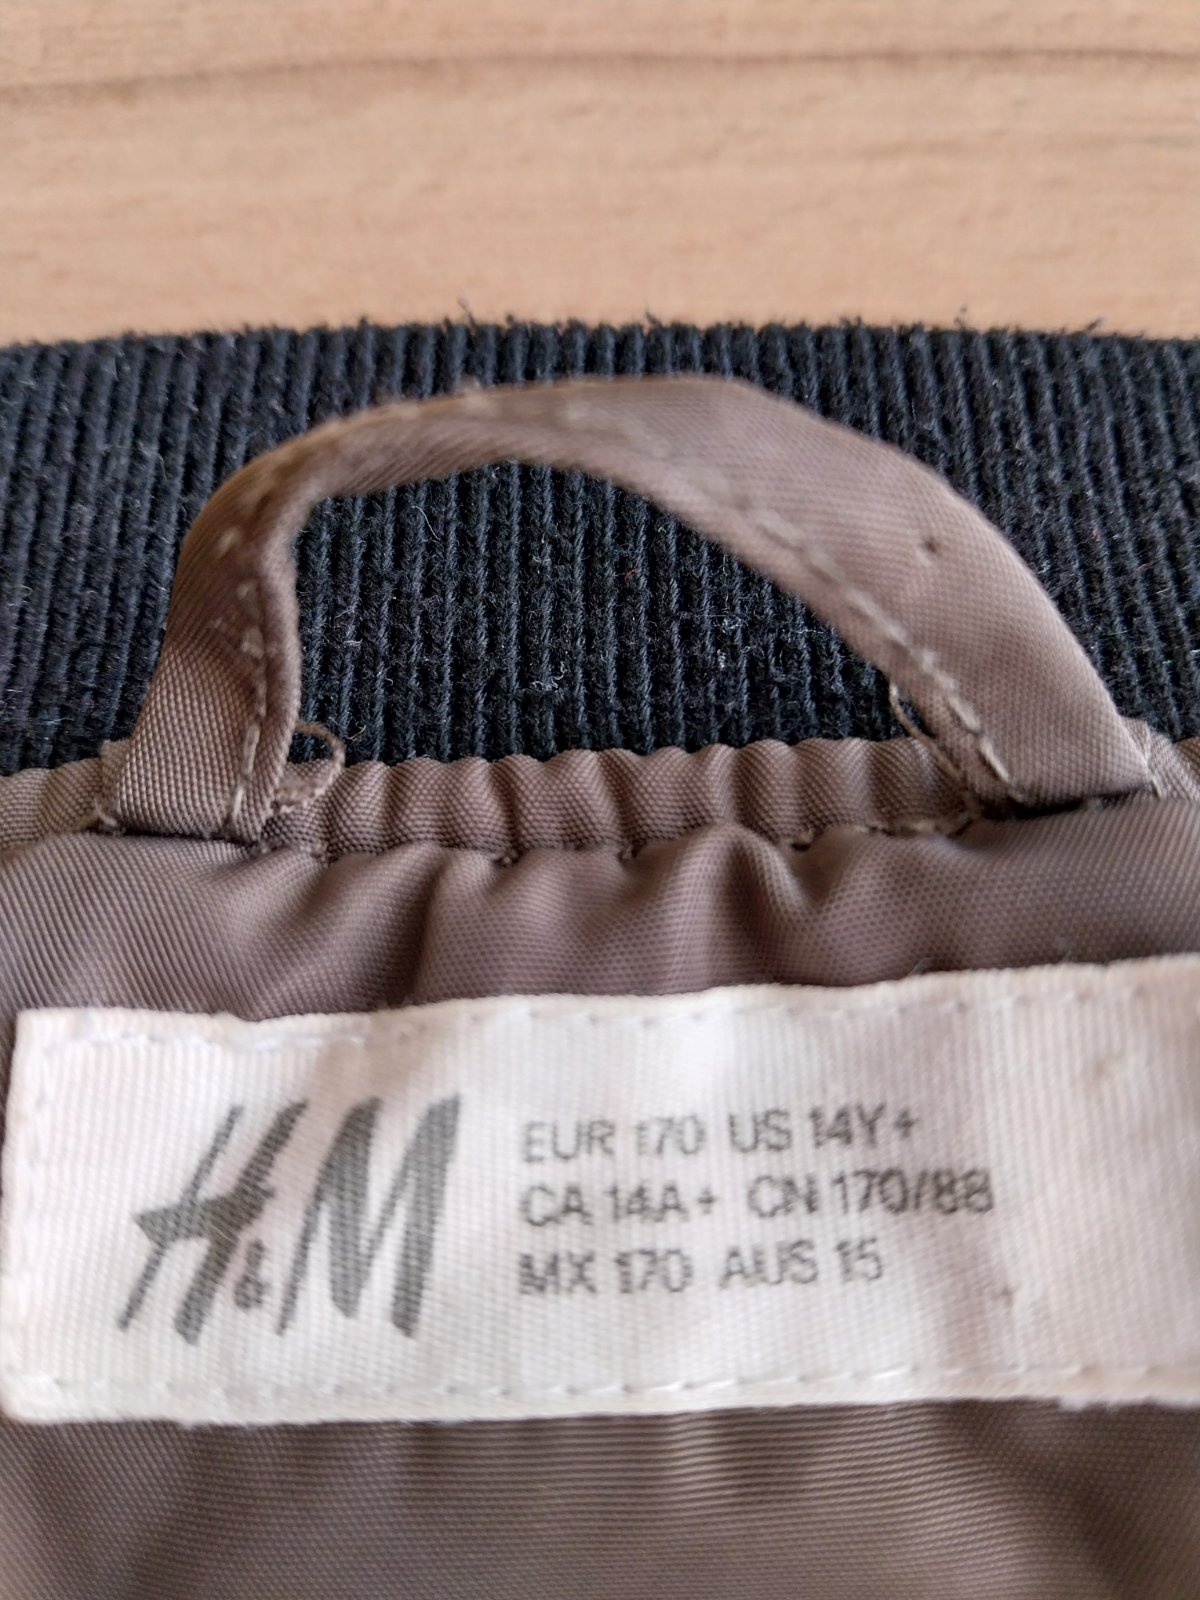 H&M
EUR 170 US 14Y+
CA 14A+ CN 170/88
MX 170 AUS 15